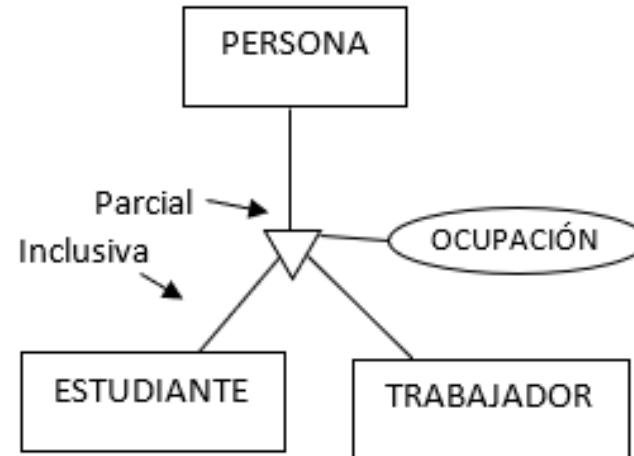 PERSONA
Parcial
Inclusiva
OCUPACIÓN
ESTUDIANTE
TRABAJADOR